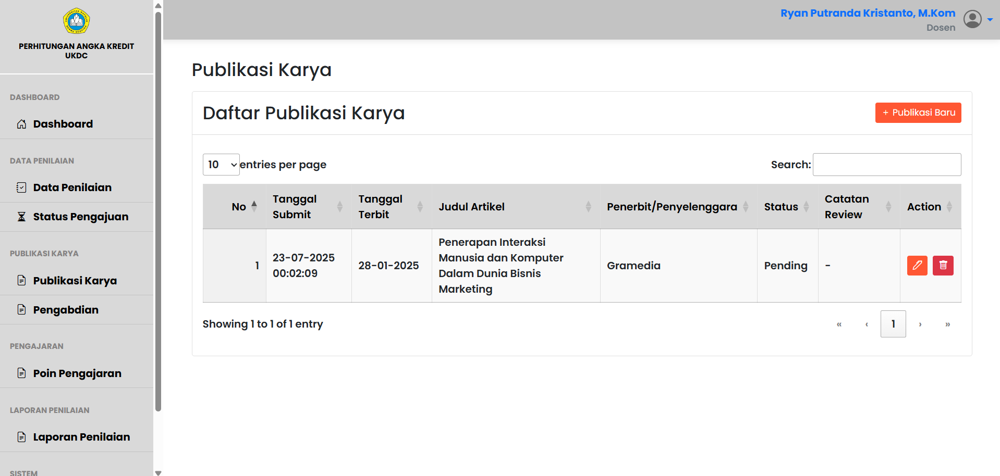 PERHITUNGAN ANGKA KREDIT
UKDC
DASHBOARD
Dashboard
DATA PENILAIAN
Data Penilaian
Status Pengajuan
PUBLIKASI KARYA
Publikasi Karya
Pengabdian
PENGAJARAN
Poin Pengajaran
LAPORAN PENILAIAN
Laporan Penilaian
SISTEM
Ryan Putranda Kristanto, M.Kom
Dosen
Publikasi Karya
Daftar Publikasi Karya
+ Publikasi Baru
10 entries per page
Search:
No
Tanggal
Submit
Tanggal
Terbit
Judul Artikel
Penerbit/Penyelenggara
Status
Catatan
Review
Action
1
23-07-2025
00:02:09
28-01-2025
Penerapan Interaksi
Manusia dan Komputer
Dalam Dunia Bisnis
Marketing
Gramedia
Pending
-
Showing 1 to 1 of 1 entry
« ‹ 1 › »